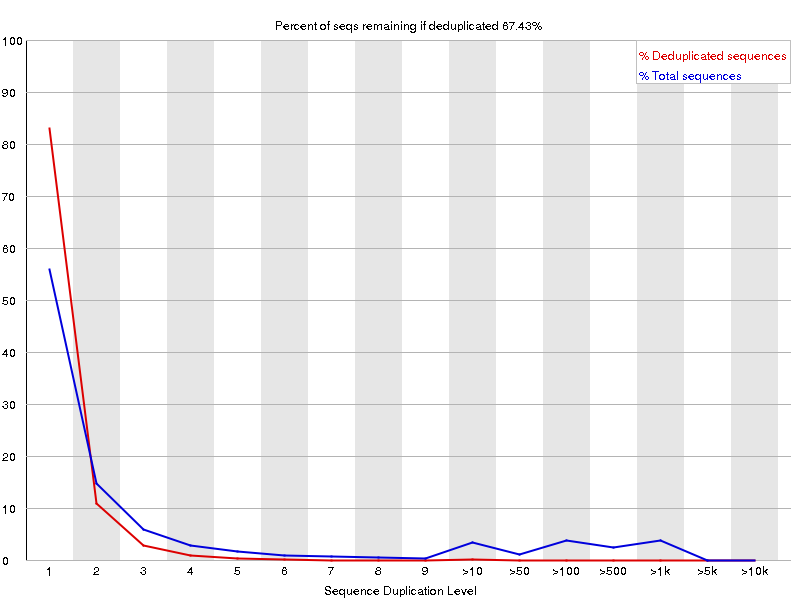 Percent of seqs remaining if deduplicated 67.43%
% Deduplicated sequences
% Total sequences
100
90
80
70
60
50
40
30
20
10
0
1 2 3 4 5 6 7 8 9 >10 >50 >100 >500 >1k >5k >10k
Sequence Duplication Level